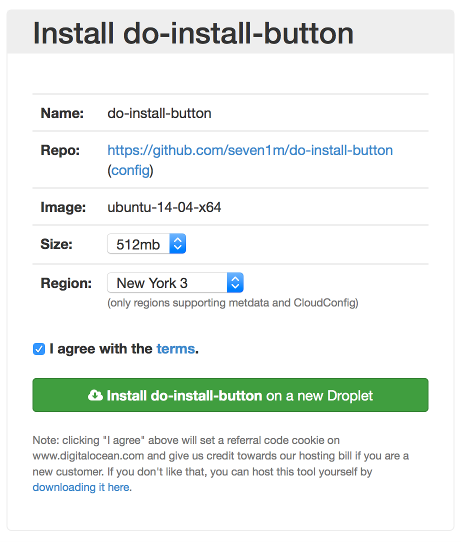 Install do-install-button
Name: do-install-button
Repo: https://github.com/seven1m/do-install-button
(config)
Image: ubuntu-14-04-x64
Size: 512mb
Region: New York 3
(only regions supporting metdata and CloudConfig)
I agree with the terms.
Install do-install-button on a new Droplet
Note: clicking "I agree" above will set a referral code cookie on
www.digitalocean.com and give us credit towards our hosting bill if you are a
new customer. If you don't like that, you can host this tool yourself by
downloading it here.